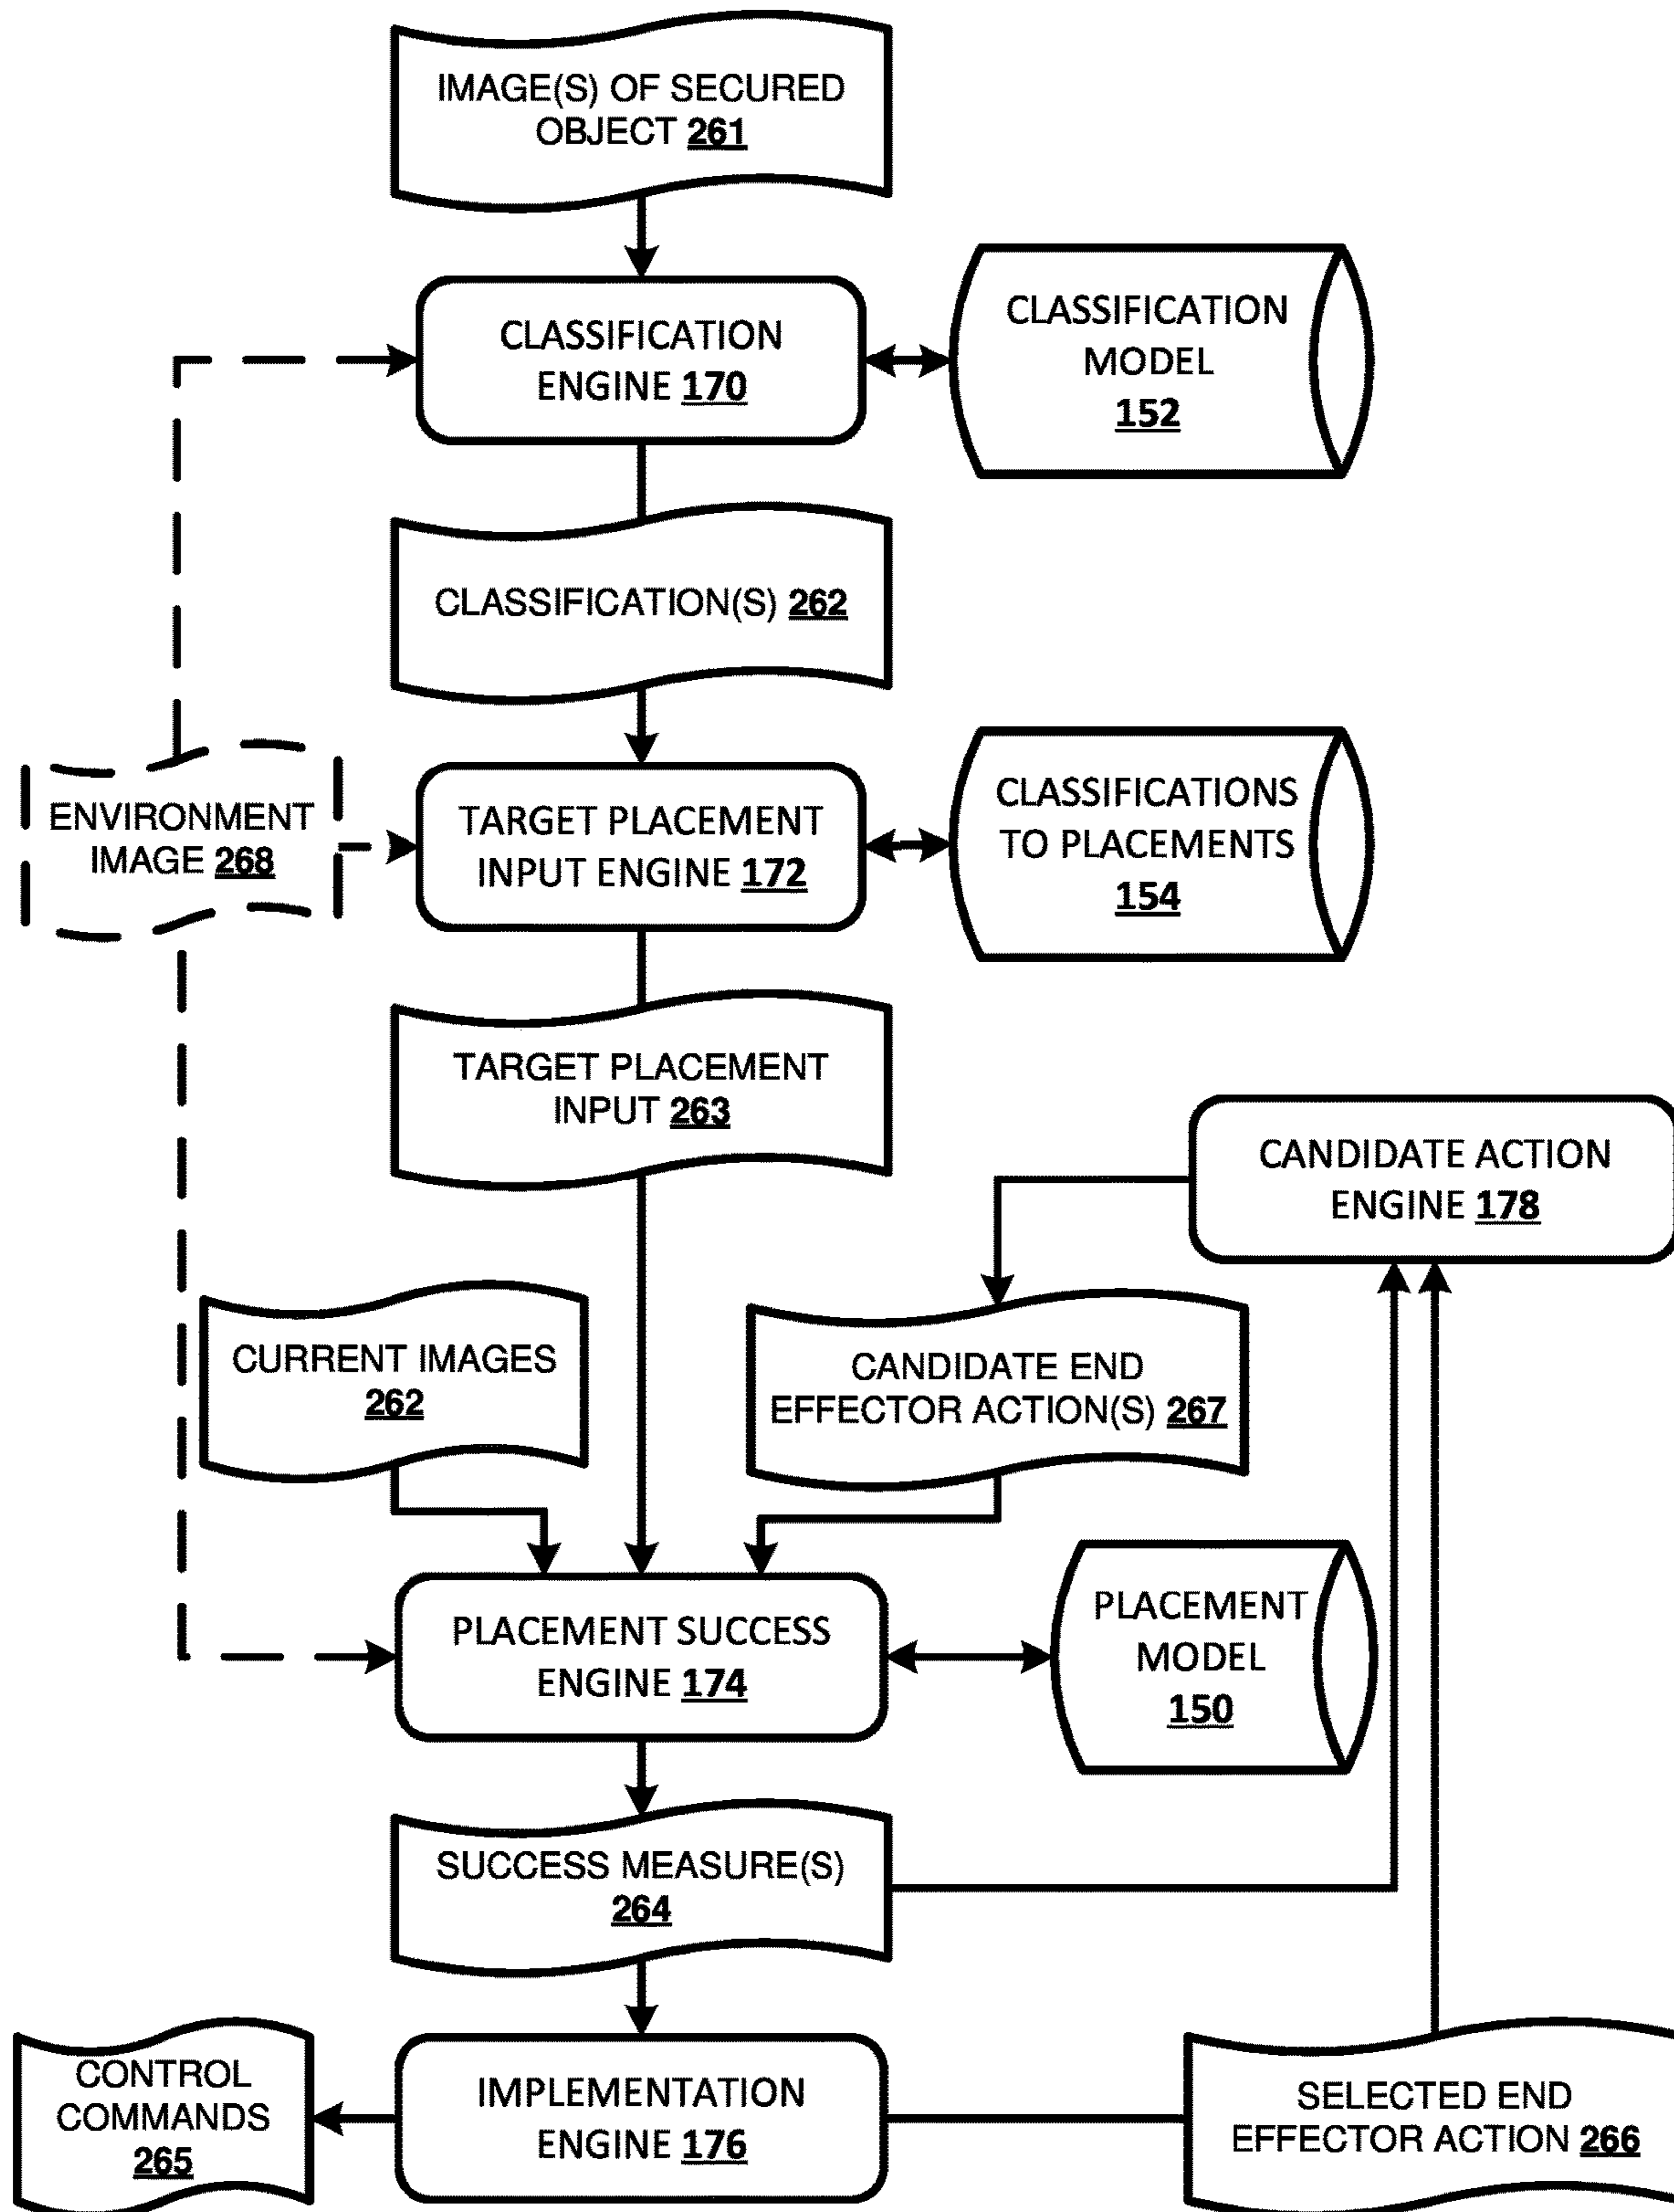 IMAGE(S) OF SECURED
OBJECT 261
CLASSIFICATION
ENGINE 170
CLASSIFICATION
MODEL
152
CLASSIFICATION(S) 262
ENVIRONMENT
IMAGE 268
TARGET PLACEMENT
INPUT ENGINE 172
CLASSIFICATIONS
TO PLACEMENTS
154
TARGET PLACEMENT
INPUT 263
CANDIDATE ACTION
ENGINE 178
CURRENT IMAGES
262
CANDIDATE END
EFFECTOR ACTION(S) 267
PLACEMENT SUCCESS
ENGINE 174
PLACEMENT
MODEL
150
SUCCESS MEASURE(S)
264
CONTROL
COMMANDS
265
IMPLEMENTATION
ENGINE 176
SELECTED END
EFFECTOR ACTION 266